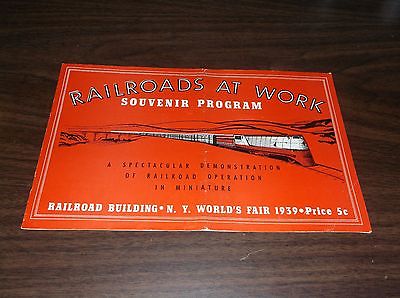 RAILROADS AT WORK
SOUVENIR PROGRAM
A SPECTACULAR DEMONSTRATION
OF RAILROAD OPERATION
IN MINIATURE
RAILROAD BUILDING • N. Y. WORLD'S FAIR 1939 • Price 5c